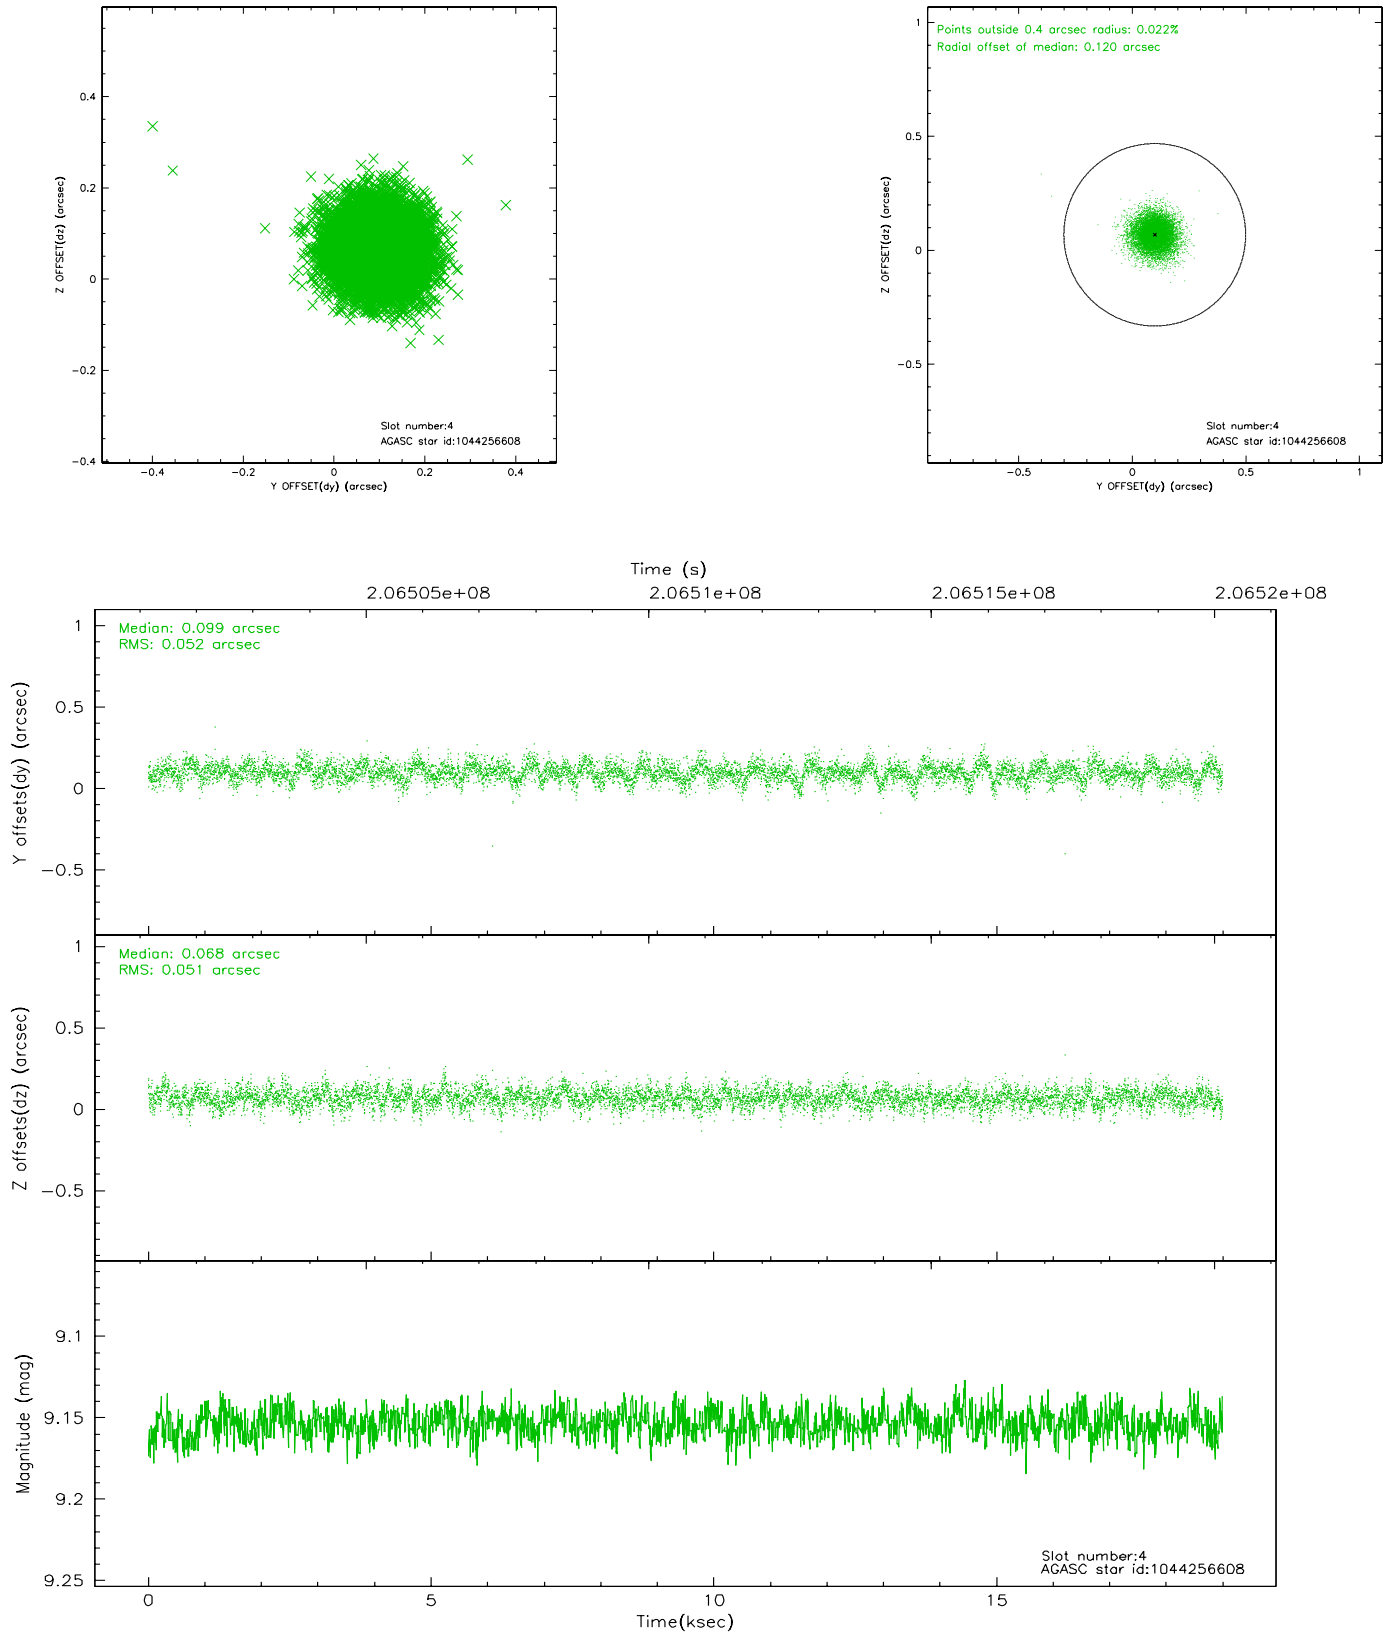 0.4
0.2
0
−0.2
−0.4
Z OFFSET(dz) (arcsec)
Slot number:4
AGASC star id:1044256608
−0.4
−0.2
0
0.2
0.4
Y OFFSET(dy) (arcsec)
Points outside 0.4 arcsec radius: 0.022%
Radial offset of median: 0.120 arcsec
1
0.5
0
−0.5
Z OFFSET(dz) (arcsec)
Slot number:4
AGASC star id:1044256608
−0.5
0
0.5
1
Y OFFSET(dy) (arcsec)
Time (s)
2.06505e+08
2.0651e+08
2.06515e+08
2.0652e+08
Median: 0.099 arcsec
RMS: 0.052 arcsec
1
0.5
0
−0.5
Y offsets(dy) (arcsec)
Median: 0.068 arcsec
RMS: 0.051 arcsec
1
0.5
0
−0.5
Z offsets(dz) (arcsec)
9.1
9.15
9.2
9.25
Magnitude (mag)
Slot number:4
AGASC star id:1044256608
0
5
10
15
Time(ksec)